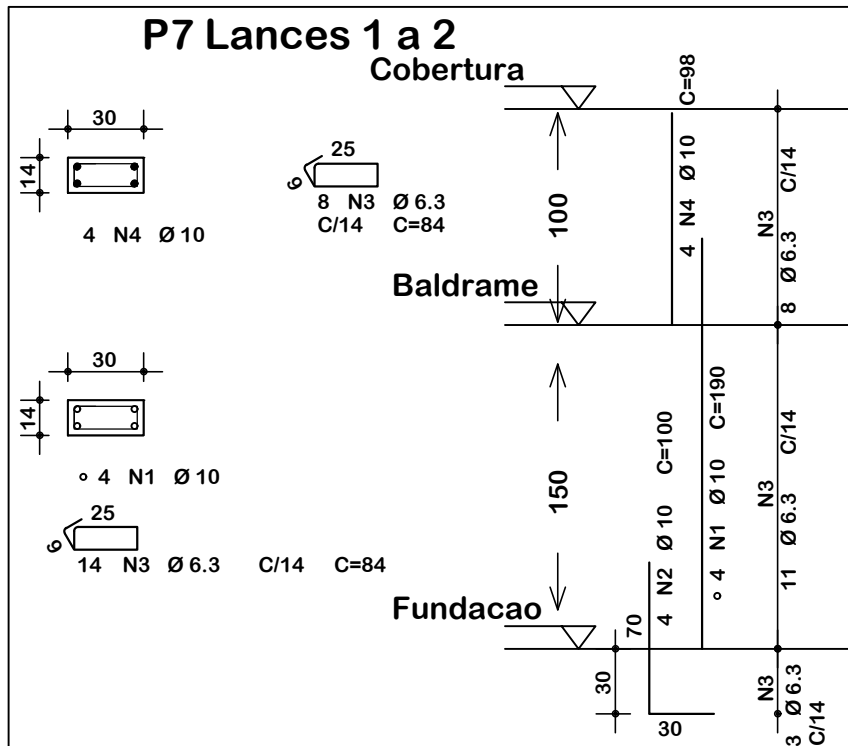 P7 Lances 1 a 2
Cobertura
30
14
4 N4 Ø 10
25
9
8 N3 Ø 6.3
C/14 C=84
100
4 N4 Ø 10 C=98
8 Ø 6.3 N3 C/14
Baldrame
30
14
4 N1 Ø 10
25
9
14 N3 Ø 6.3 C/14 C=84
150
70
4 N2 Ø 10 C=100
4 N1 Ø 10 C=190
11 Ø 6.3 N3 C/14
Fundacao
30
30
N3
3 Ø 6.3
C/14